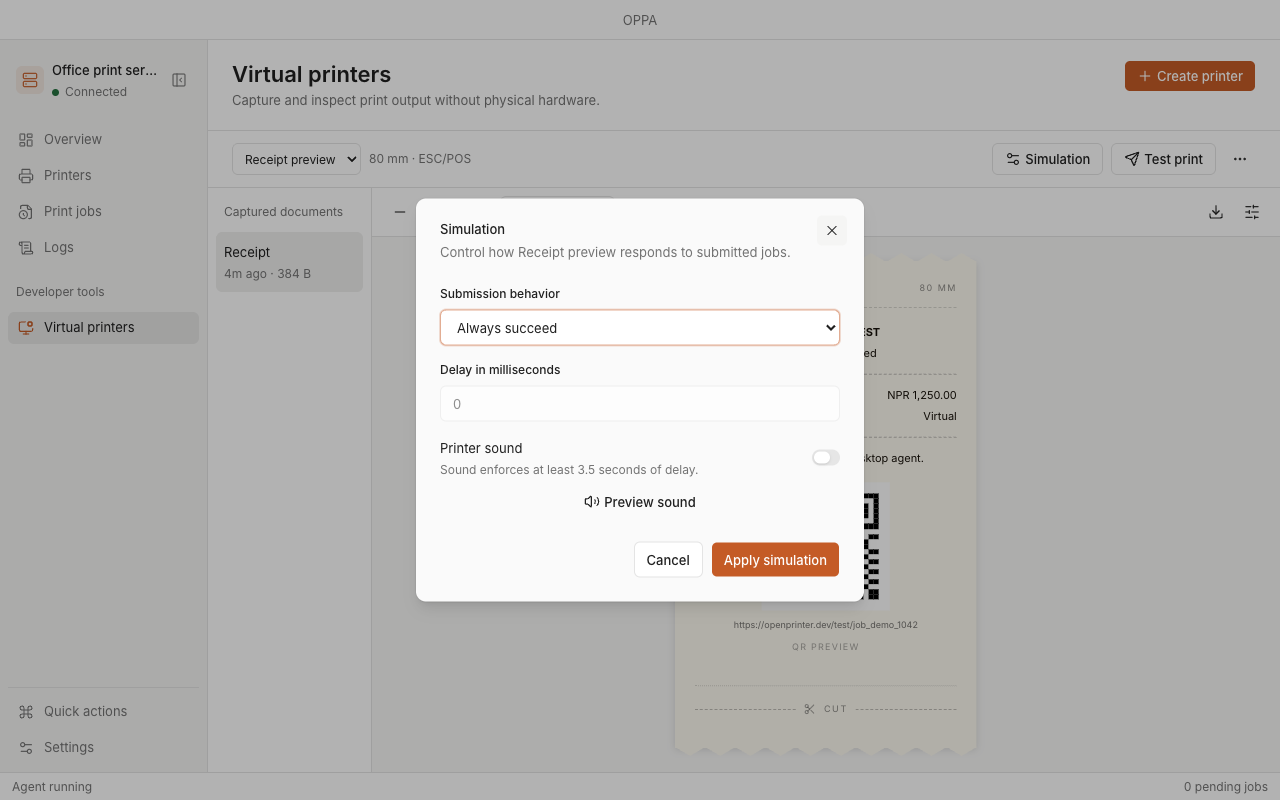 OPPA
Office print ser...
Connected
Overview
Printers
Print jobs
Logs
Developer tools
Virtual printers
Quick actions
Settings
Agent running
Virtual printers
Capture and inspect print output without physical hardware.
Create printer
Receipt preview
80 mm · ESC/POS
Simulation
Test print
Captured documents
Receipt
4m ago · 384 B
Simulation
Control how Receipt preview responds to submitted jobs.
Submission behavior
Always succeed
Delay in milliseconds
0
Printer sound
Sound enforces at least 3.5 seconds of delay.
Preview sound
Cancel
Apply simulation
80 MM
NPR 1,250.00
Virtual
agent.
https://openprinter.dev/test/job_demo_1042
QR PREVIEW
CUT
0 pending jobs